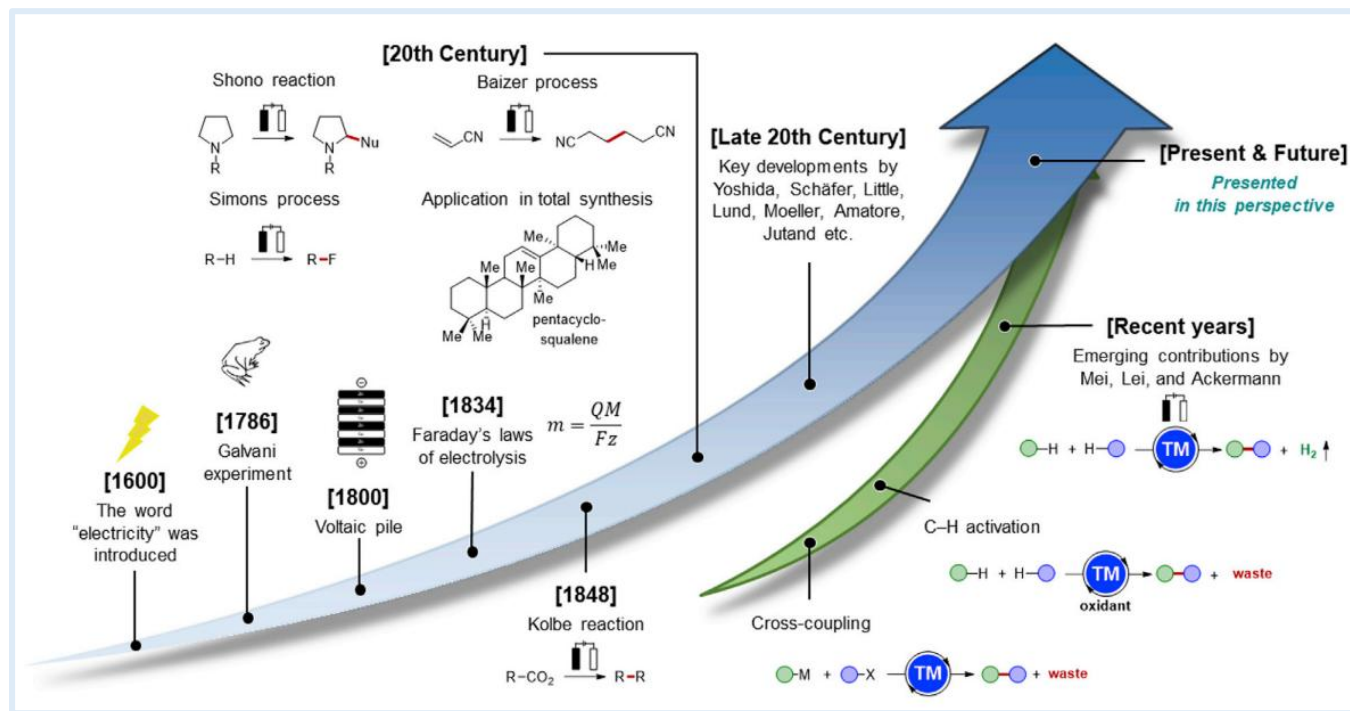 [20th Century]
Shono reaction
N
R
N
R
Nu
Baizer process
CN
NC
CN
Simons process
R–H
R–F
Application in total synthesis
Me
Me
Me
Me
H
Me
Me
Me
H
Me
Me
pentacyclo-
squalene
[Late 20th Century]
Key developments by
Yoshida, Schäfer, Little,
Lund, Moeller, Amatore,
Jutand etc.
[Present & Future]
Presented
in this perspective
[Recent years]
Emerging contributions by
Mei, Lei, and Ackermann
H + H TM + H₂
[1600]
The word
“electricity” was
introduced
[1786]
Galvani
experiment
[1800]
Voltaic pile
[1834]
Faraday’s laws
of electrolysis
m = QM / Fz
[1848]
Kolbe reaction
R–CO₂
R–R
C–H activation
H + H TM + waste
oxidant
Cross-coupling
M + X TM + waste